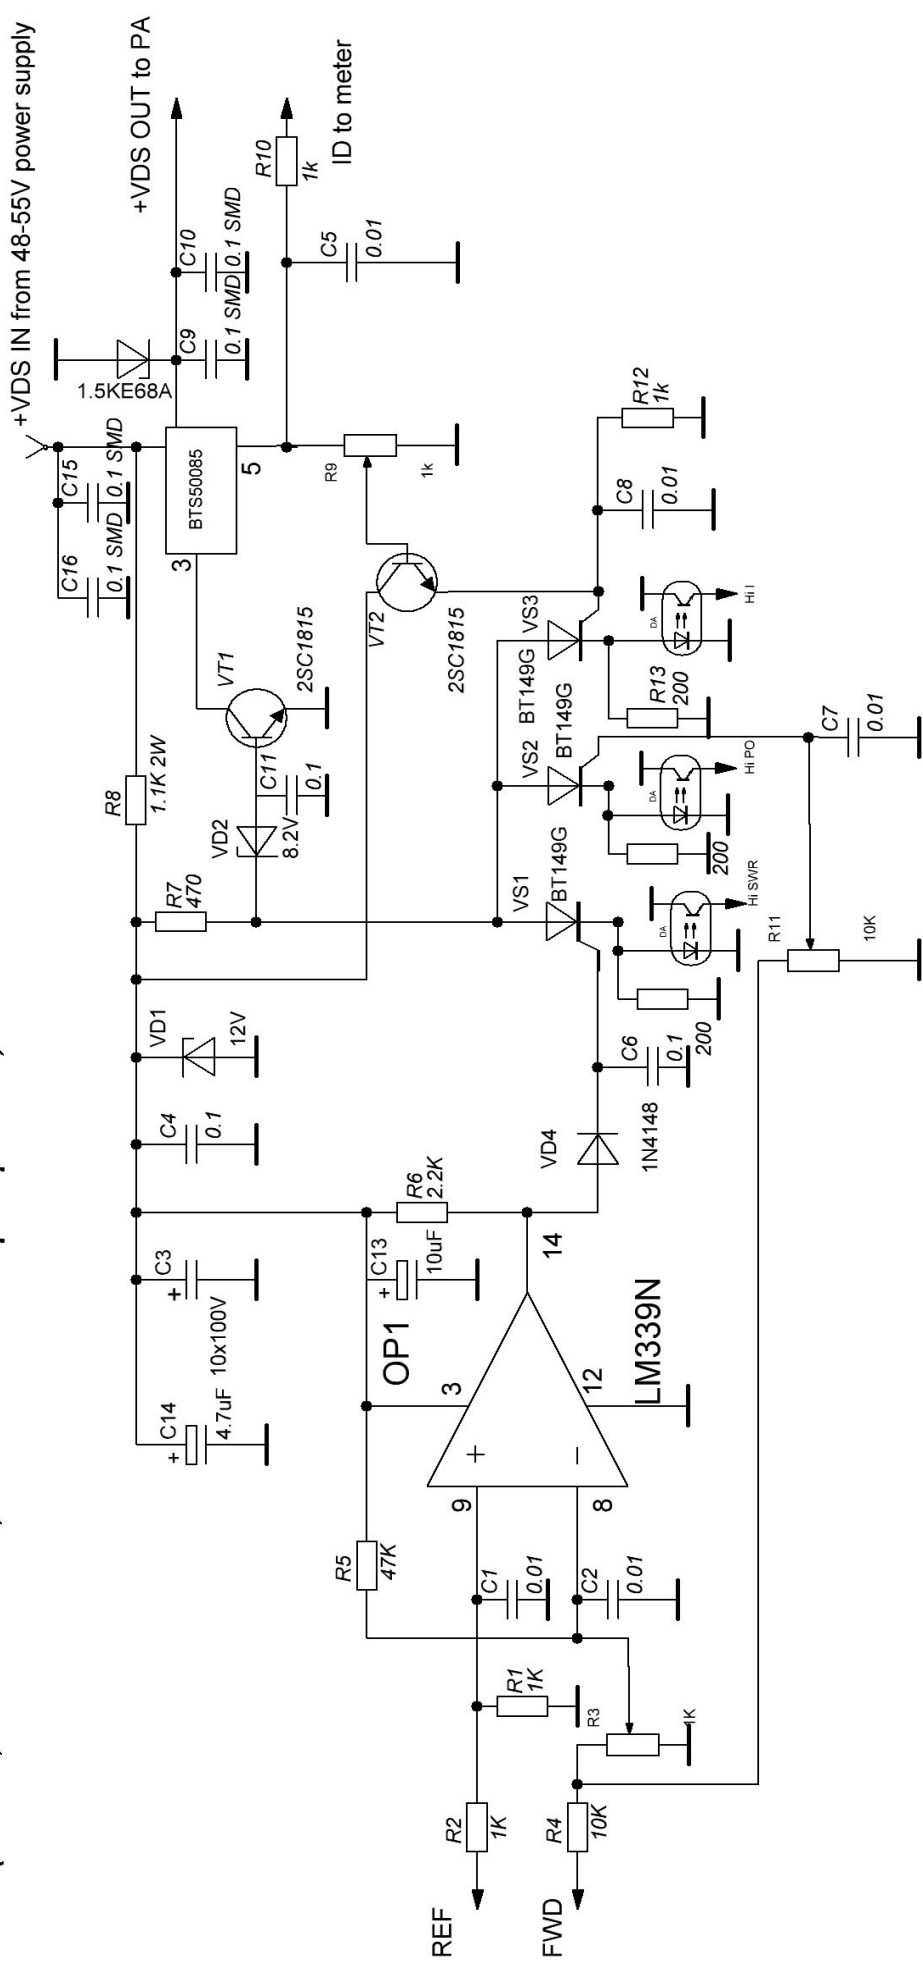 +VDS IN from 48-55V power supply
+VDS OUT to PA
ID to meter
R10
1k
C5
0.01
C10
0.1 SMD
C9
0.1 SMD
1.5KE68A
C15
0.1 SMD
C16
0.1 SMD
BTS50085
5
3
R9
1k
VT2
2SC1815
VT1
2SC1815
R8
1.1K 2W
C11
0.1
VD2
8.2V
R7
470
R12
1k
C8
0.01
VS3
BT149G
DA
Hi I
R13
200
VS2
BT149G
DA
Hi PO
200
C7
0.01
VS1
BT149G
DA
Hi SWR
200
R11
10K
VD1
12V
C4
0.1
C3
+
10x100V
C14
+
4.7uF
R6
2.2K
C13
+
10uF
VD4
1N4148
C6
0.1
14
OP1
LM339N
3
12
+
−
9
8
R5
47K
C1
0.01
C2
0.01
R1
1K
R3
1K
R2
1K
R4
10K
REF
FWD